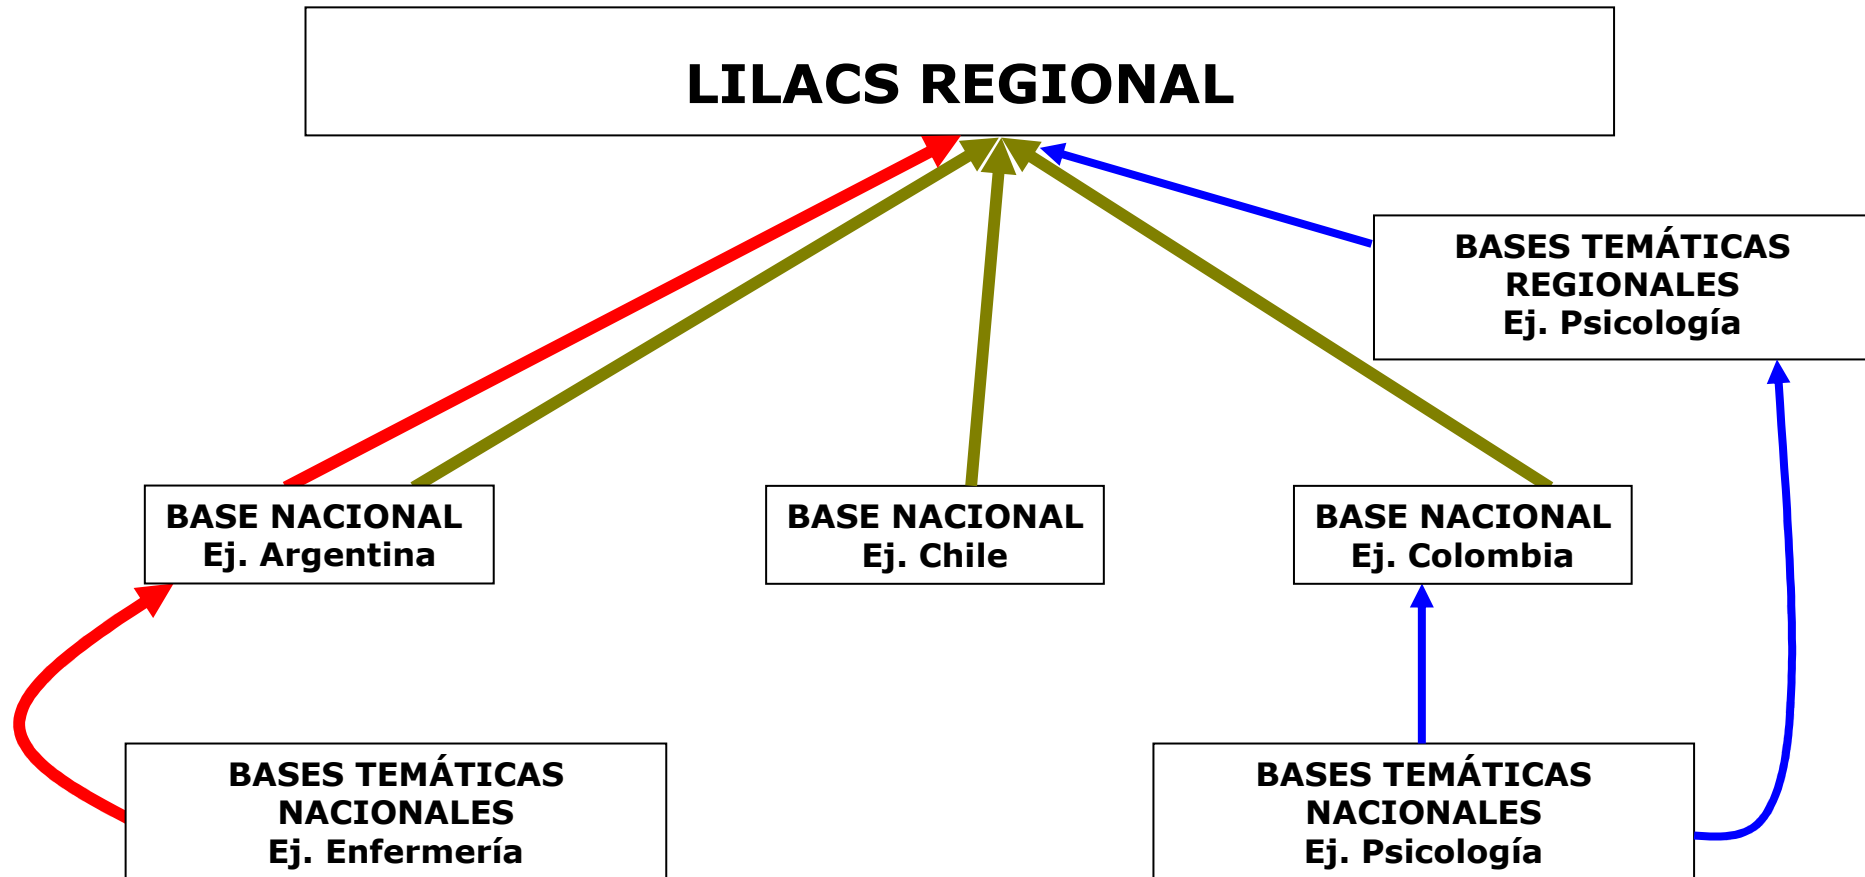 LILACS REGIONAL
BASES TEMÁTICAS
REGIONALES
Ej. Psicología
BASE NACIONAL
Ej. Argentina
BASE NACIONAL
Ej. Chile
BASE NACIONAL
Ej. Colombia
BASES TEMÁTICAS
NACIONALES
Ej. Enfermería
BASES TEMÁTICAS
NACIONALES
Ej. Psicología